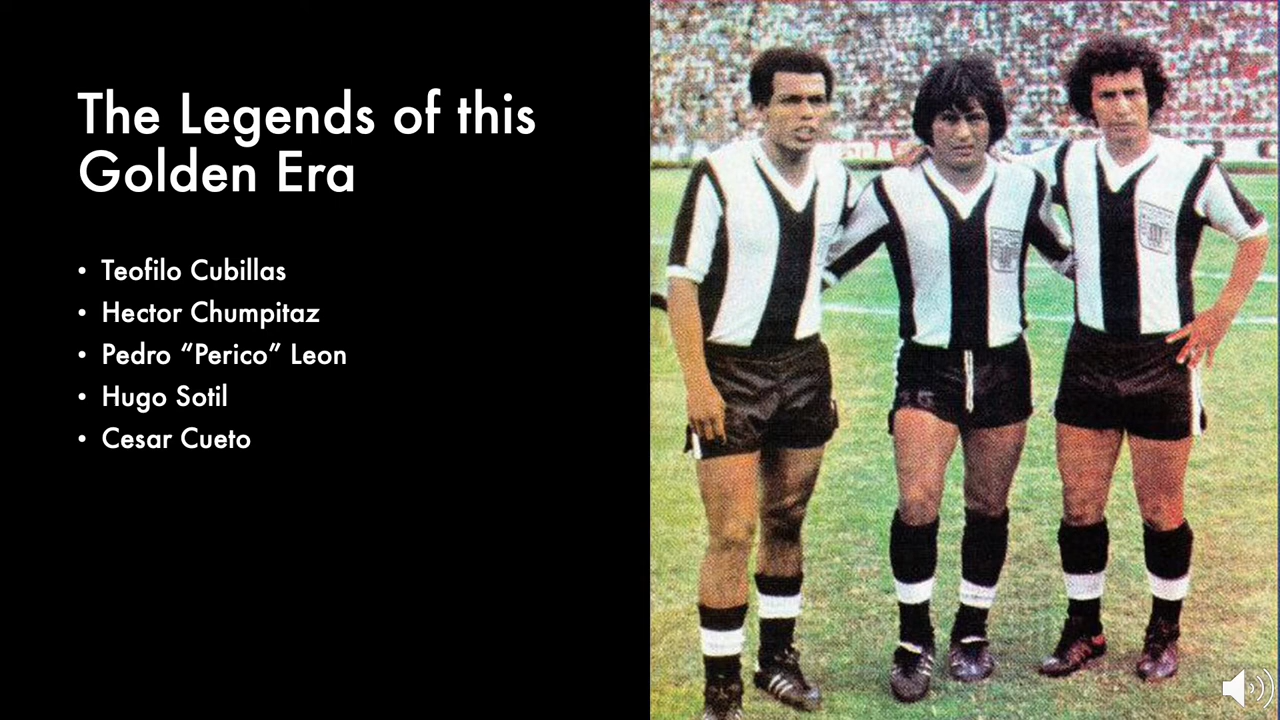 The Legends of this
Golden Era
• Teofilo Cubillas
• Hector Chumpitaz
• Pedro “Perico” Leon
• Hugo Sotil
• Cesar Cueto